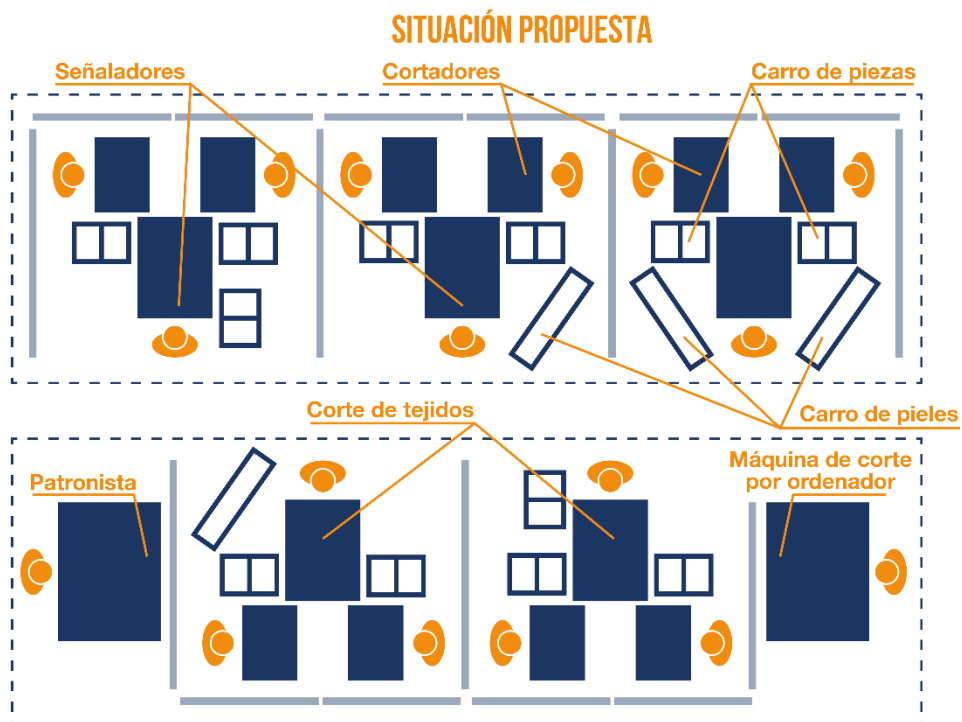 SITUACIÓN PROPUESTA
Señaladores
Cortadores
Carro de piezas
Corte de tejidos
Carro de pieles
Patronista
Máquina de corte
por ordenador